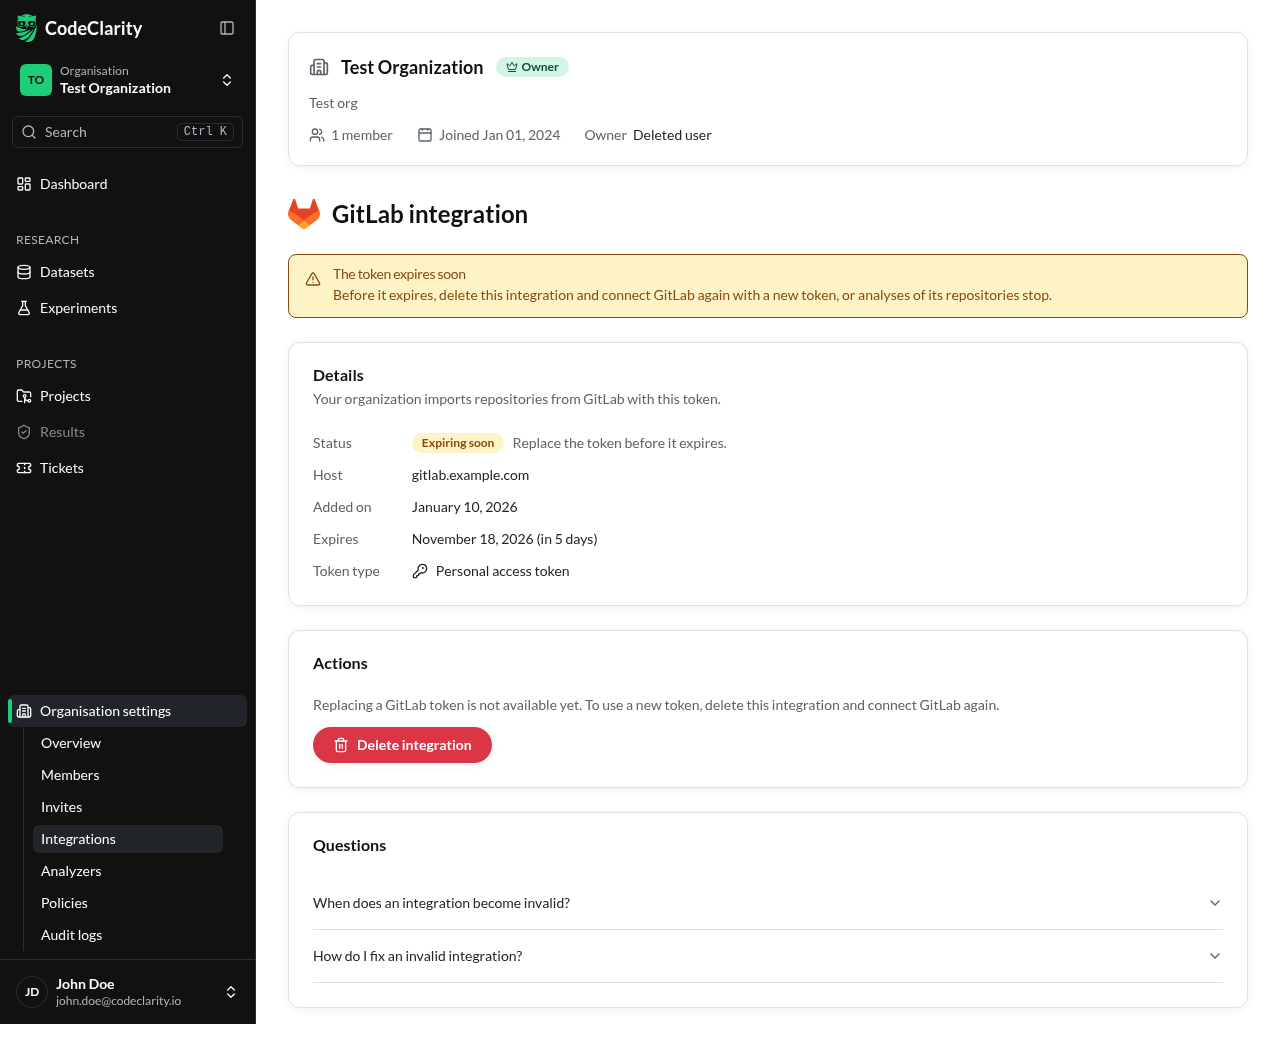 CodeClarity
TO
Organisation
Test Organization
Search
Ctrl K
Dashboard
RESEARCH
Datasets
Experiments
PROJECTS
Projects
Results
Tickets
Organisation settings
Overview
Members
Invites
Integrations
Analyzers
Policies
Audit logs
JD
John Doe
john.doe@codeclarity.io
Test Organization
Owner
Test org
1 member
Joined Jan 01, 2024
Owner Deleted user
GitLab integration
The token expires soon
Before it expires, delete this integration and connect GitLab again with a new token, or analyses of its repositories stop.
Details
Your organization imports repositories from GitLab with this token.
Status Expiring soon Replace the token before it expires.
Host gitlab.example.com
Added on January 10, 2026
Expires November 18, 2026 (in 5 days)
Token type Personal access token
Actions
Replacing a GitLab token is not available yet. To use a new token, delete this integration and connect GitLab again.
Delete integration
Questions
When does an integration become invalid?
How do I fix an invalid integration?